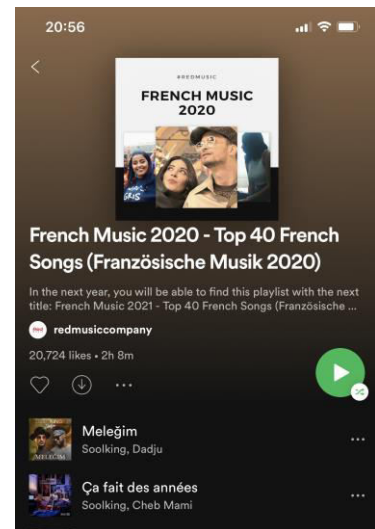 20:56
#REDMUSIC
FRENCH MUSIC
2020
French Music 2020 - Top 40 French
Songs (Französische Musik 2020)
In the next year, you will be able to find this playlist with the next
title: French Music 2021 - Top 40 French Songs (Französische ...
redmusiccompany
20,724 likes • 2h 8m
Meleğim
Soolking, Dadju
MELEĞIM
Ça fait des années
Soolking, Cheb Mami